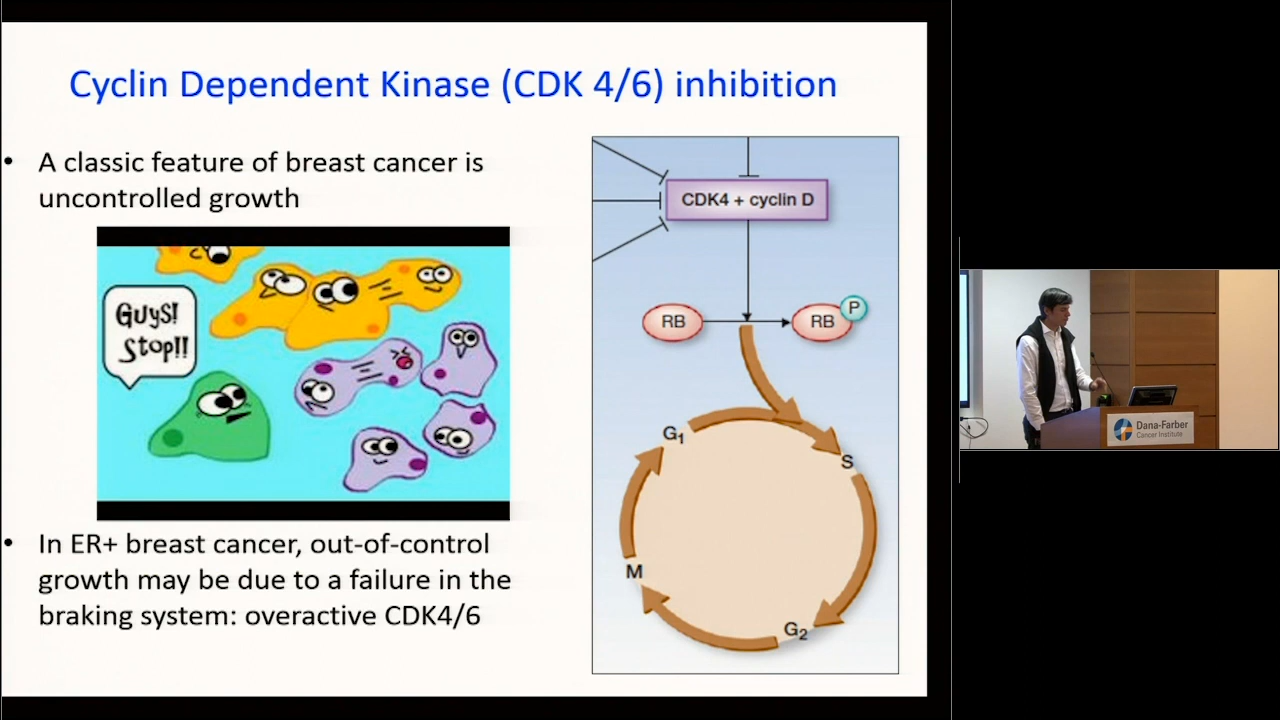 Cyclin Dependent Kinase (CDK 4/6) inhibition
• A classic feature of breast cancer is
uncontrolled growth
GUYS!
STOP!!
• In ER+ breast cancer, out-of-control
growth may be due to a failure in the
braking system: overactive CDK4/6
CDK4 + cyclin D
RB
RB
P
G1
S
M
G2
Dana-Farber
Cancer Institute